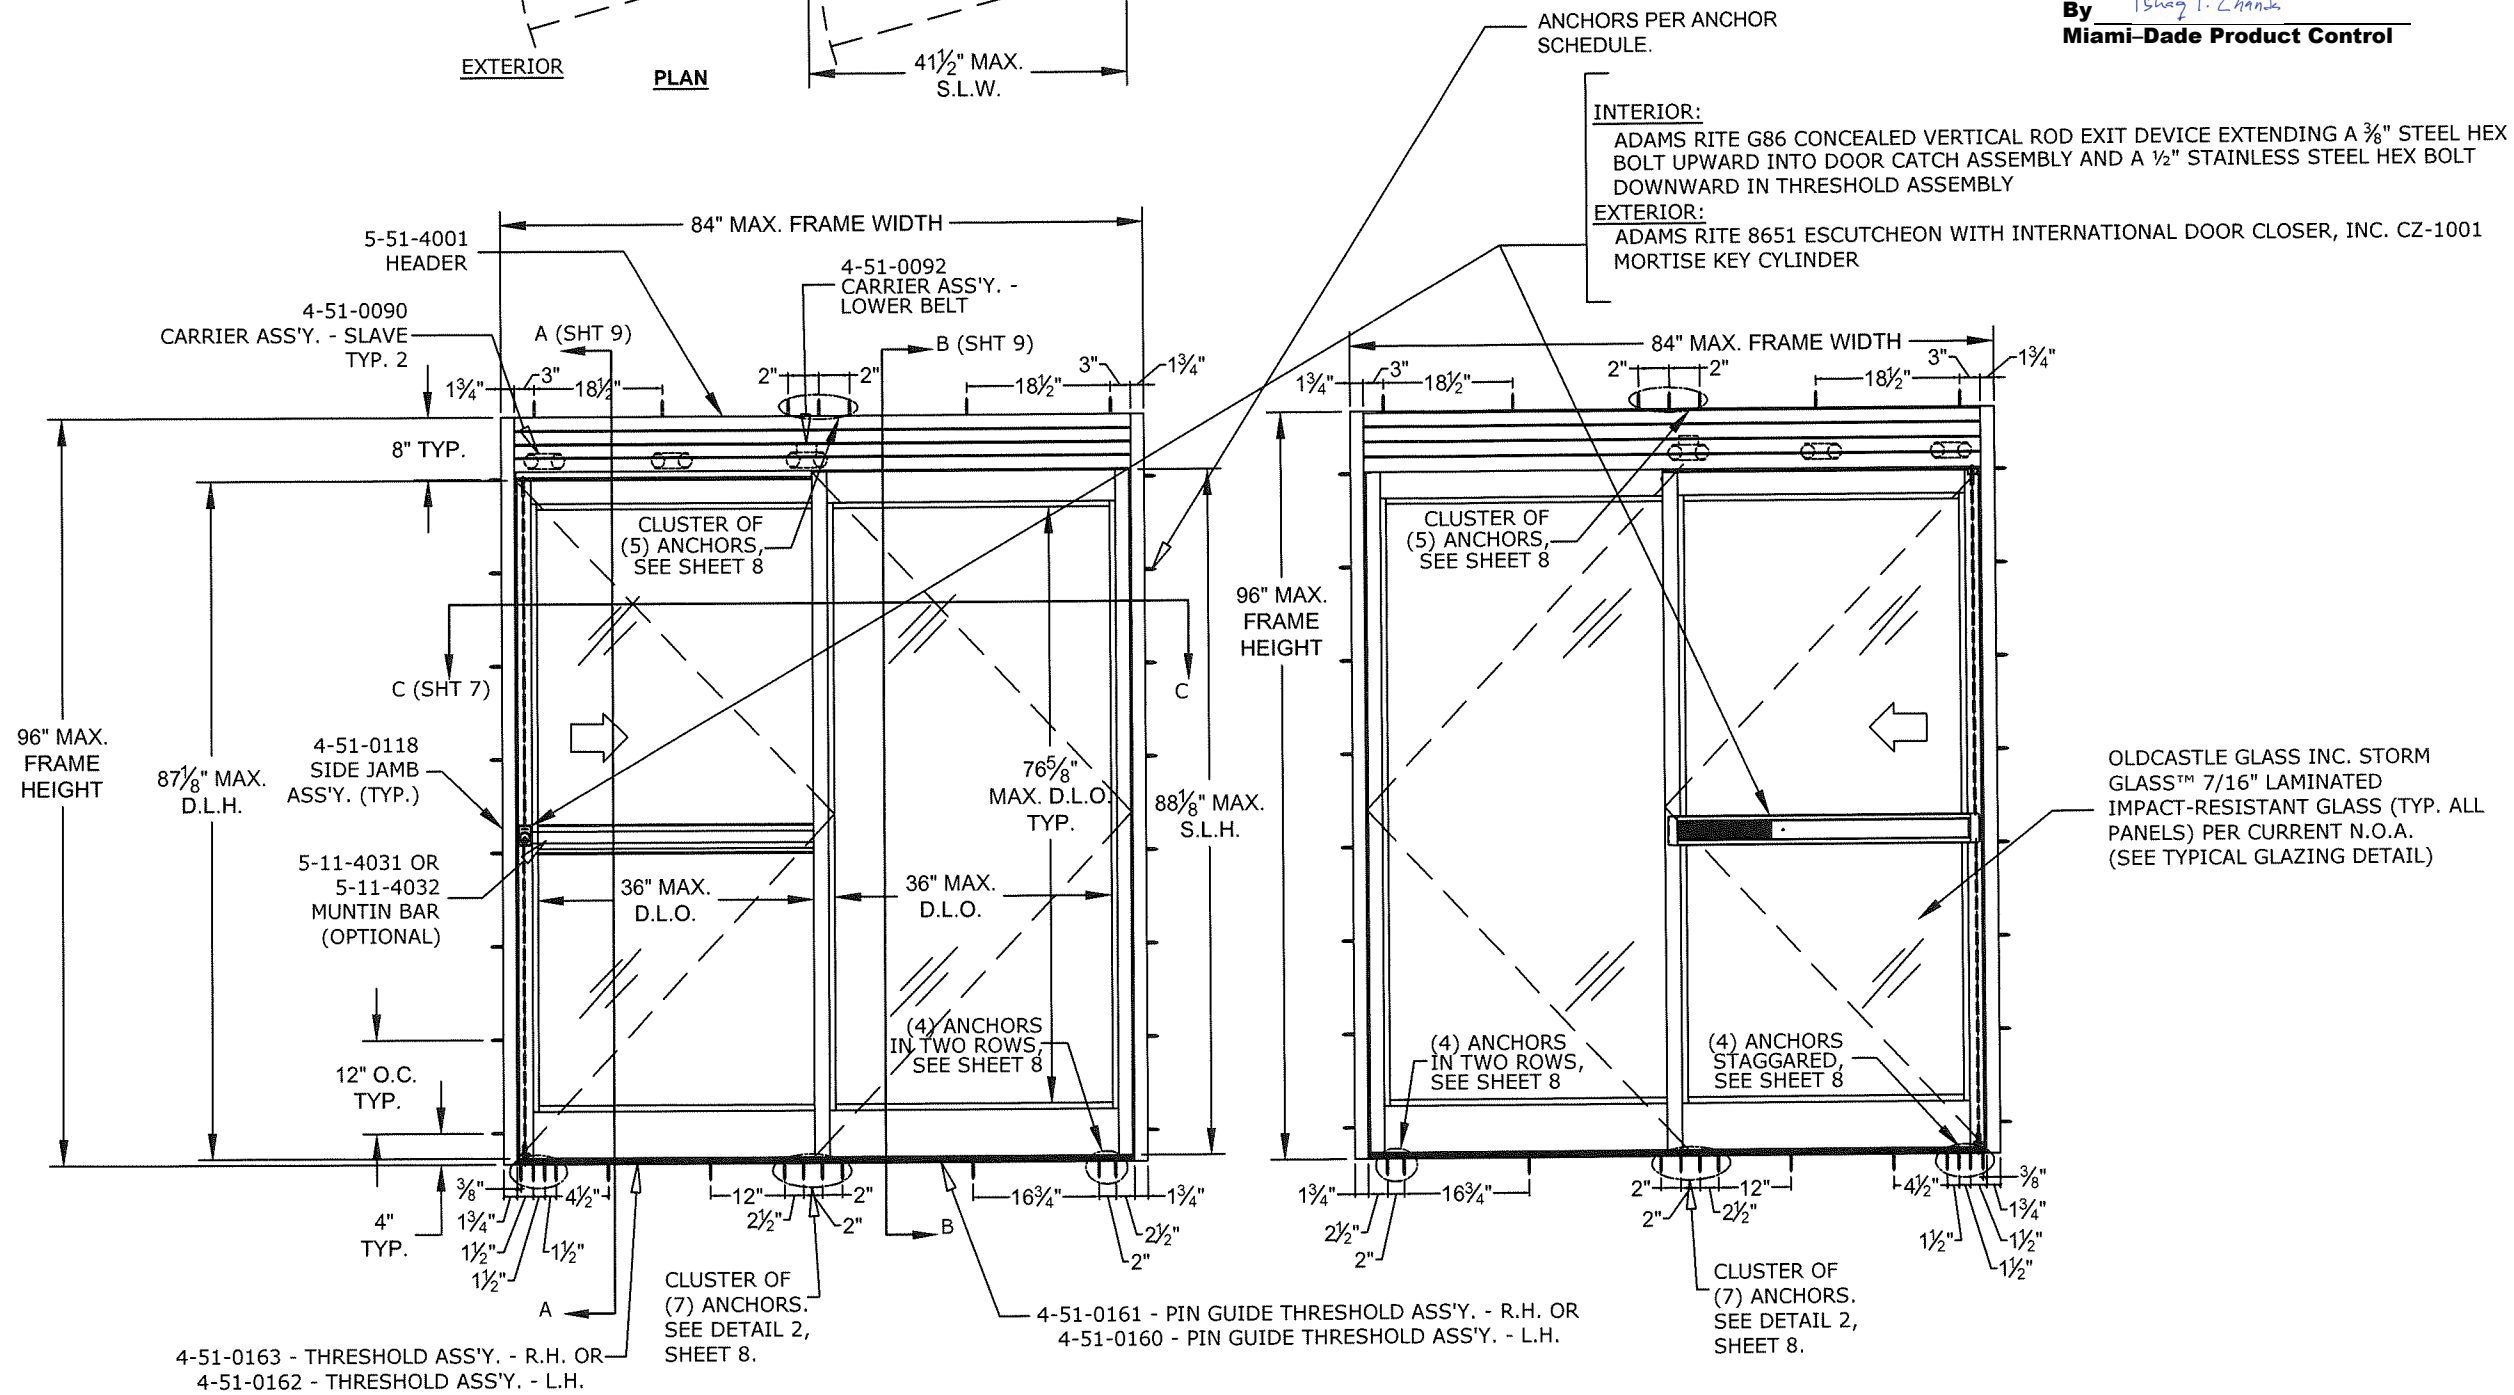 EXTERIOR
PLAN
41½" MAX.
S.L.W.
ANCHORS PER ANCHOR
SCHEDULE.
By
Miami-Dade Product Control
INTERIOR:
ADAMS RITE G86 CONCEALED VERTICAL ROD EXIT DEVICE EXTENDING A ⅜" STEEL HEX
BOLT UPWARD INTO DOOR CATCH ASSEMBLY AND A ½" STAINLESS STEEL HEX BOLT
DOWNWARD IN THRESHOLD ASSEMBLY
EXTERIOR:
ADAMS RITE 8651 ESCUTCHEON WITH INTERNATIONAL DOOR CLOSER, INC. CZ-1001
MORTISE KEY CYLINDER
84" MAX. FRAME WIDTH
5-51-4001
HEADER
4-51-0092
CARRIER ASS'Y. -
LOWER BELT
4-51-0090
CARRIER ASS'Y. - SLAVE
TYP. 2
A (SHT 9)
B (SHT 9)
1¾"
3"
18½"
2"
2"
18½"
3"
1¾"
8" TYP.
CLUSTER OF
(5) ANCHORS,
SEE SHEET 8
C (SHT 7)
C
96" MAX.
FRAME
HEIGHT
87⅛" MAX.
D.L.H.
4-51-0118
SIDE JAMB
ASS'Y. (TYP.)
76⅝"
MAX. D.L.O.
TYP.
88⅛" MAX.
S.L.H.
5-11-4031 OR
5-11-4032
MUNTIN BAR
(OPTIONAL)
36" MAX.
D.L.O.
36" MAX.
D.L.O.
(4) ANCHORS
IN TWO ROWS,
SEE SHEET 8
12" O.C.
TYP.
4"
TYP.
⅜"
1¾"
1½"
1½"
1½"
4½"
12"
2½"
2"
2"
16¾"
1¾"
2½"
2"
A
B
CLUSTER OF
(7) ANCHORS.
SEE DETAIL 2,
SHEET 8.
4-51-0163 - THRESHOLD ASS'Y. - R.H. OR
4-51-0162 - THRESHOLD ASS'Y. - L.H.
4-51-0161 - PIN GUIDE THRESHOLD ASS'Y. - R.H. OR
4-51-0160 - PIN GUIDE THRESHOLD ASS'Y. - L.H.
84" MAX. FRAME WIDTH
1¾"
3"
18½"
2"
2"
18½"
3"
1¾"
CLUSTER OF
(5) ANCHORS,
SEE SHEET 8
96" MAX.
FRAME
HEIGHT
OLDCASTLE GLASS INC. STORM
GLASS™ 7/16" LAMINATED
IMPACT-RESISTANT GLASS (TYP. ALL
PANELS) PER CURRENT N.O.A.
(SEE TYPICAL GLAZING DETAIL)
(4) ANCHORS
IN TWO ROWS,
SEE SHEET 8
(4) ANCHORS
STAGGARED,
SEE SHEET 8
1¾"
2½"
2"
16¾"
2"
2"
2½"
12"
4½"
⅜"
1¾"
1½"
1½"
1½"
CLUSTER OF
(7) ANCHORS.
SEE DETAIL 2,
SHEET 8.